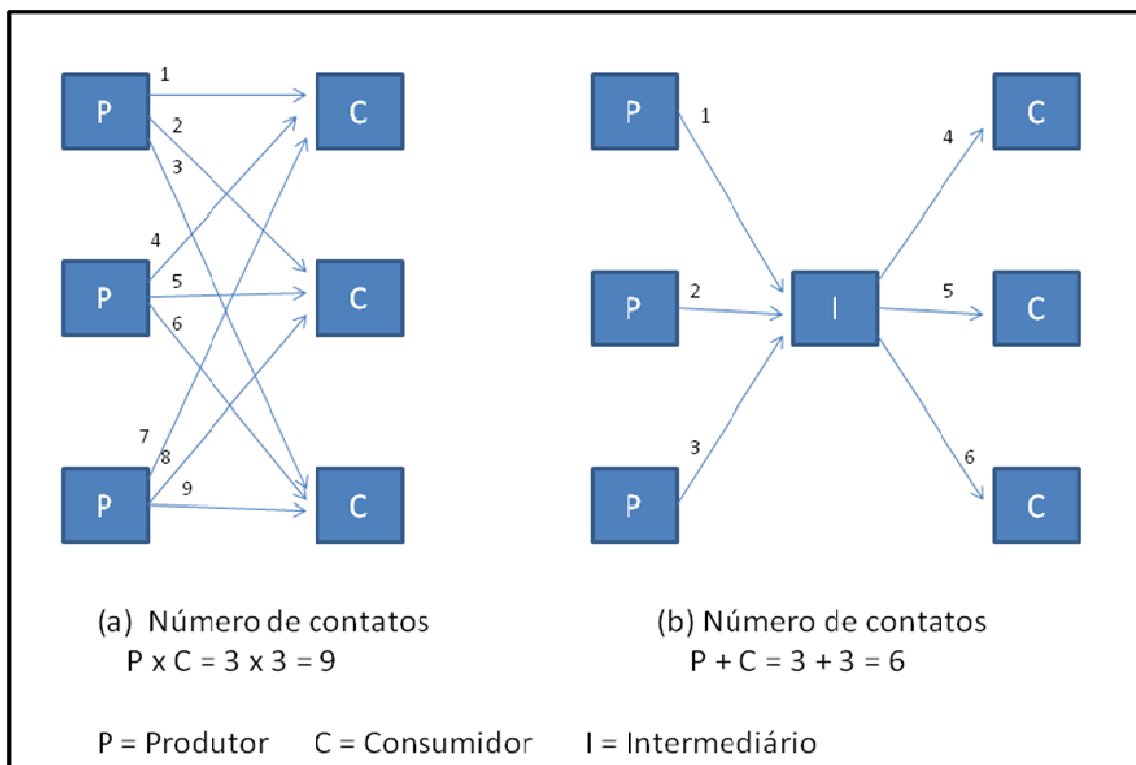 P
1
C
2
3
4
P
5
C
6
7
8
P
9
C
(a) Número de contatos
P x C = 3 x 3 = 9
P
1
4
C
P
2
I
5
C
3
6
P
C
(b) Número de contatos
P + C = 3 + 3 = 6
P = Produtor C = Consumidor I = Intermediário